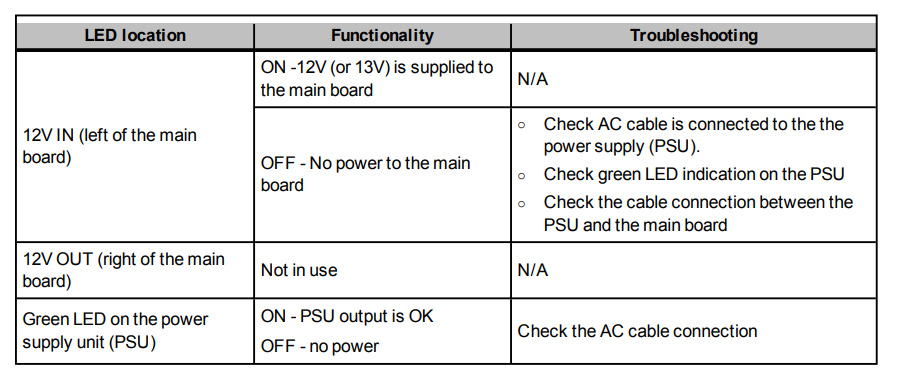 LED location Functionality Troubleshooting
12V IN (left of the main
board)
ON -12V (or 13V) is supplied to
the main board
N/A
OFF - No power to the main
board
○ Check AC cable is connected to the the
power supply (PSU).
○ Check green LED indication on the PSU
○ Check the cable connection between the
PSU and the main board
12V OUT (right of the main
board)
Not in use
N/A
Green LED on the power
supply unit (PSU)
ON - PSU output is OK
OFF - no power
Check the AC cable connection